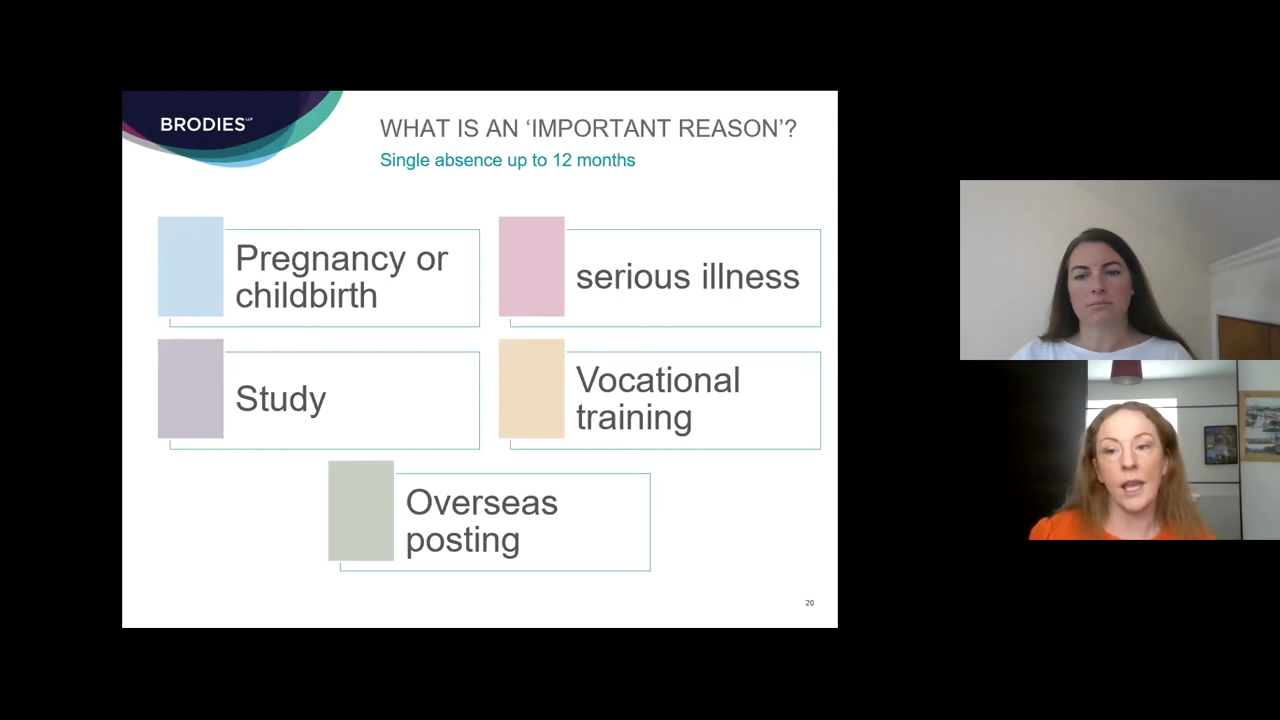 BRODIES LLP
WHAT IS AN ‘IMPORTANT REASON’?
Single absence up to 12 months
Pregnancy or
childbirth
serious illness
Study
Vocational
training
Overseas
posting
20